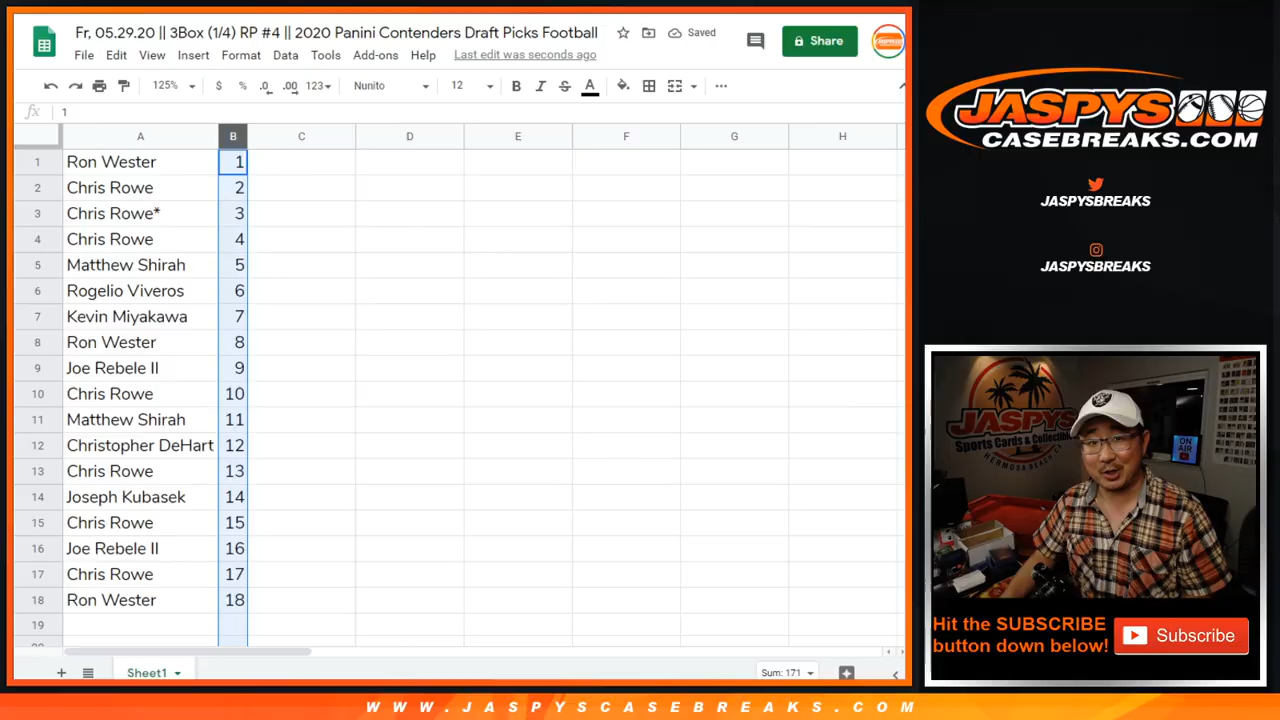 Fr, 05.29.20 || 3Box (1/4) RP #4 || 2020 Panini Contenders Draft Picks Football
Saved
Share
File Edit View Insert Format Data Tools Add-ons Help Last edit was seconds ago
125% $ % .0 .00 123 Nunito 12 B I S A
fx 1
A B C D E F G H
1 Ron Wester 1
2 Chris Rowe 2
3 Chris Rowe* 3
4 Chris Rowe 4
5 Matthew Shirah 5
6 Rogelio Viveros 6
7 Kevin Miyakawa 7
8 Ron Wester 8
9 Joe Rebele II 9
10 Chris Rowe 10
11 Matthew Shirah 11
12 Christopher DeHart 12
13 Chris Rowe 13
14 Joseph Kubasek 14
15 Chris Rowe 15
16 Joe Rebele II 16
17 Chris Rowe 17
18 Ron Wester 18
19
Sheet1
Sum: 171
JASPYS
CASEBREAKS.COM
JASPYSBREAKS
JASPYSBREAKS
JASPYS
Sports Cards & Collectibles
HERMOSA BEACH, CA
ON AIR
Hit the SUBSCRIBE
button down below!
Subscribe
WWW.JASPYSCASEBREAKS.COM